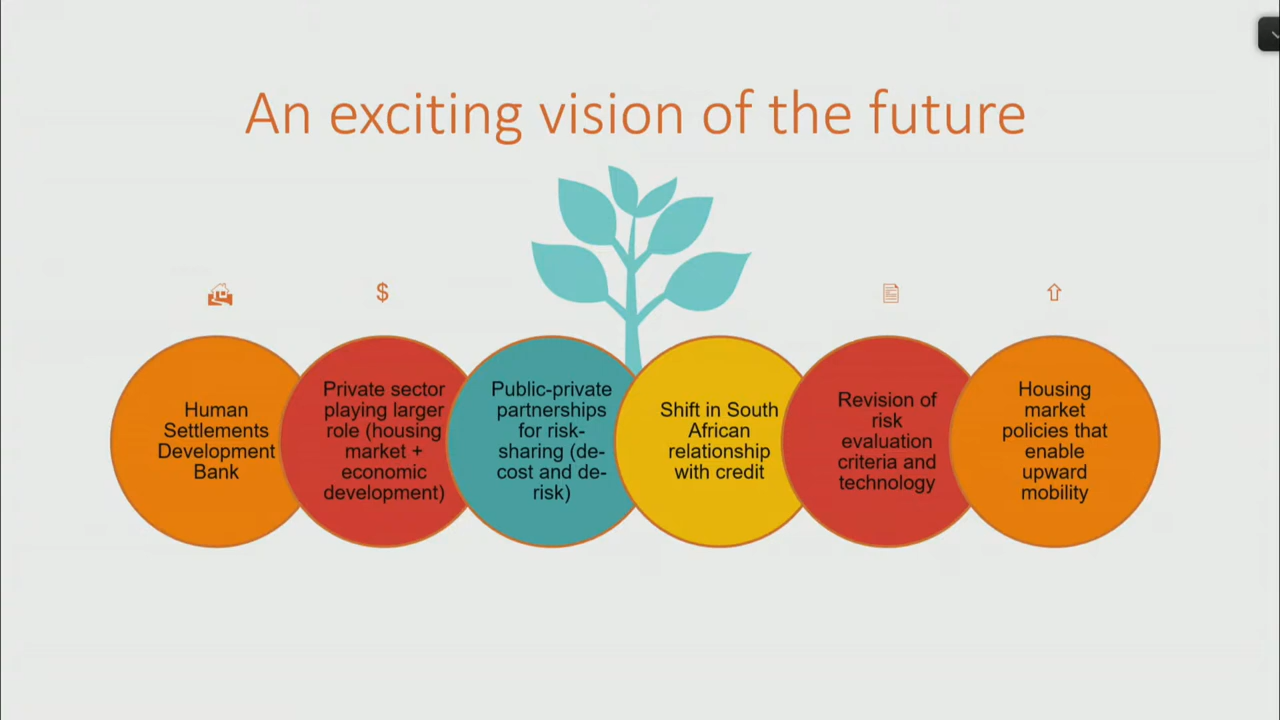 An exciting vision of the future
$
Human
Settlements
Development
Bank
Private sector
playing larger
role (housing
market +
economic
development)
Public-private
partnerships
for risk-
sharing (de-
cost and de-
risk)
Shift in South
African
relationship
with credit
Revision of
risk
evaluation
criteria and
technology
Housing
market
policies that
enable
upward
mobility